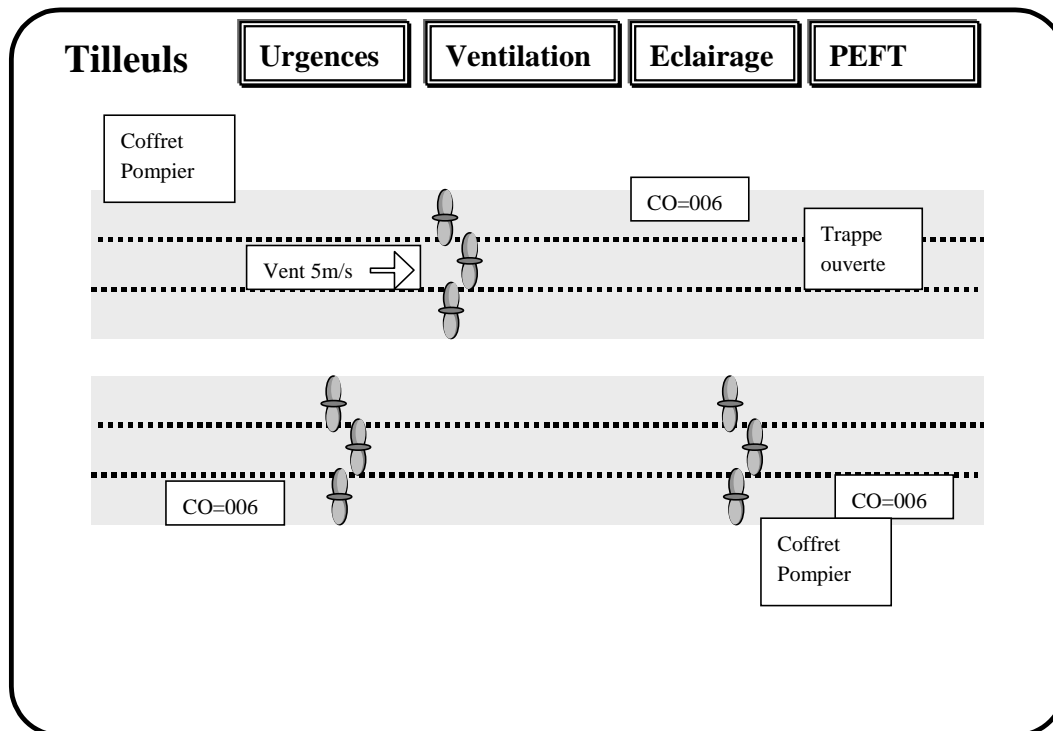 Tilleuls
Urgences
Ventilation
Eclairage
PEFT
Coffret
Pompier
CO=006
Vent 5m/s
Trappe
ouverte
CO=006
CO=006
Coffret
Pompier